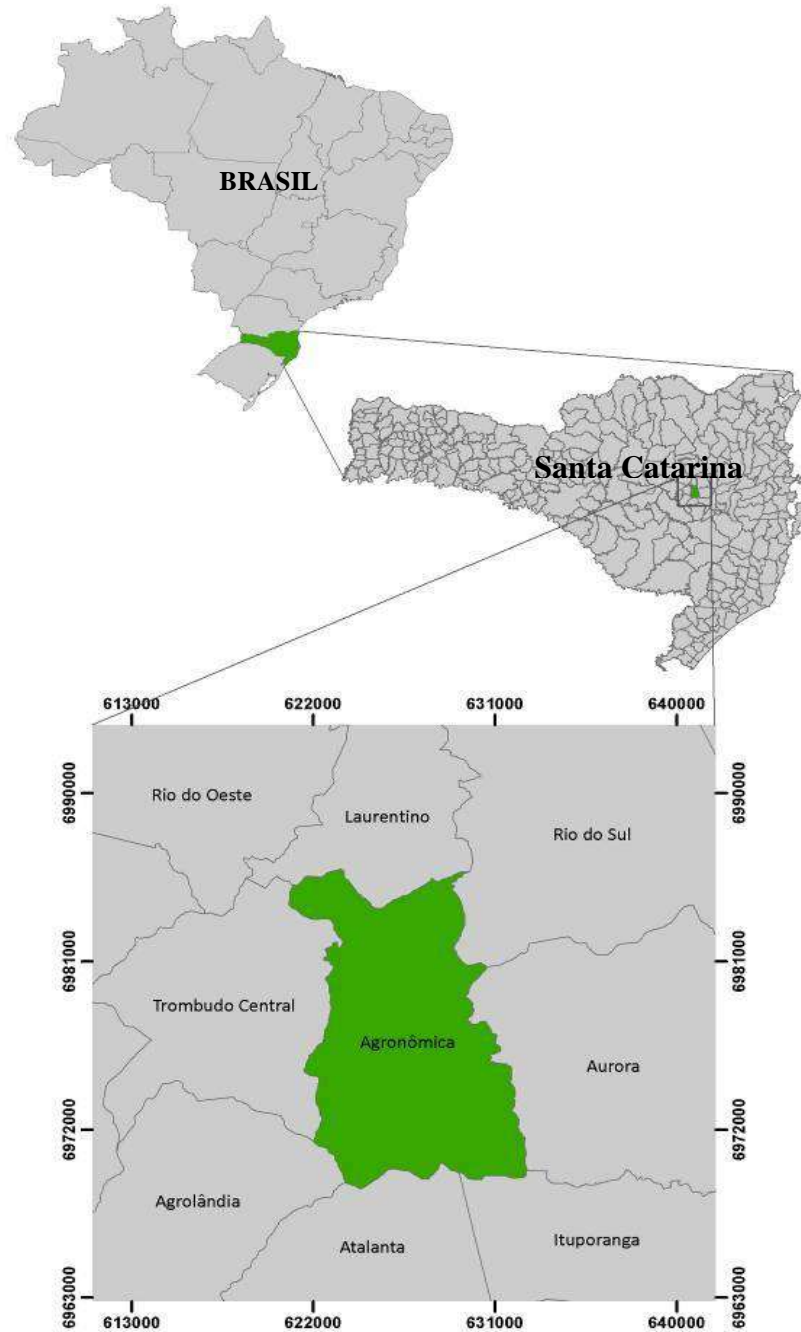 BRASIL
Santa Catarina
613000 622000 631000 640000
6990000 6990000
Rio do Oeste
Laurentino
Rio do Sul
6981000 6981000
Trombudo Central
Agronômica
Aurora
6972000 6972000
Agrolândia
Atalanta
Ituporanga
6963000 6963000
613000 622000 631000 640000